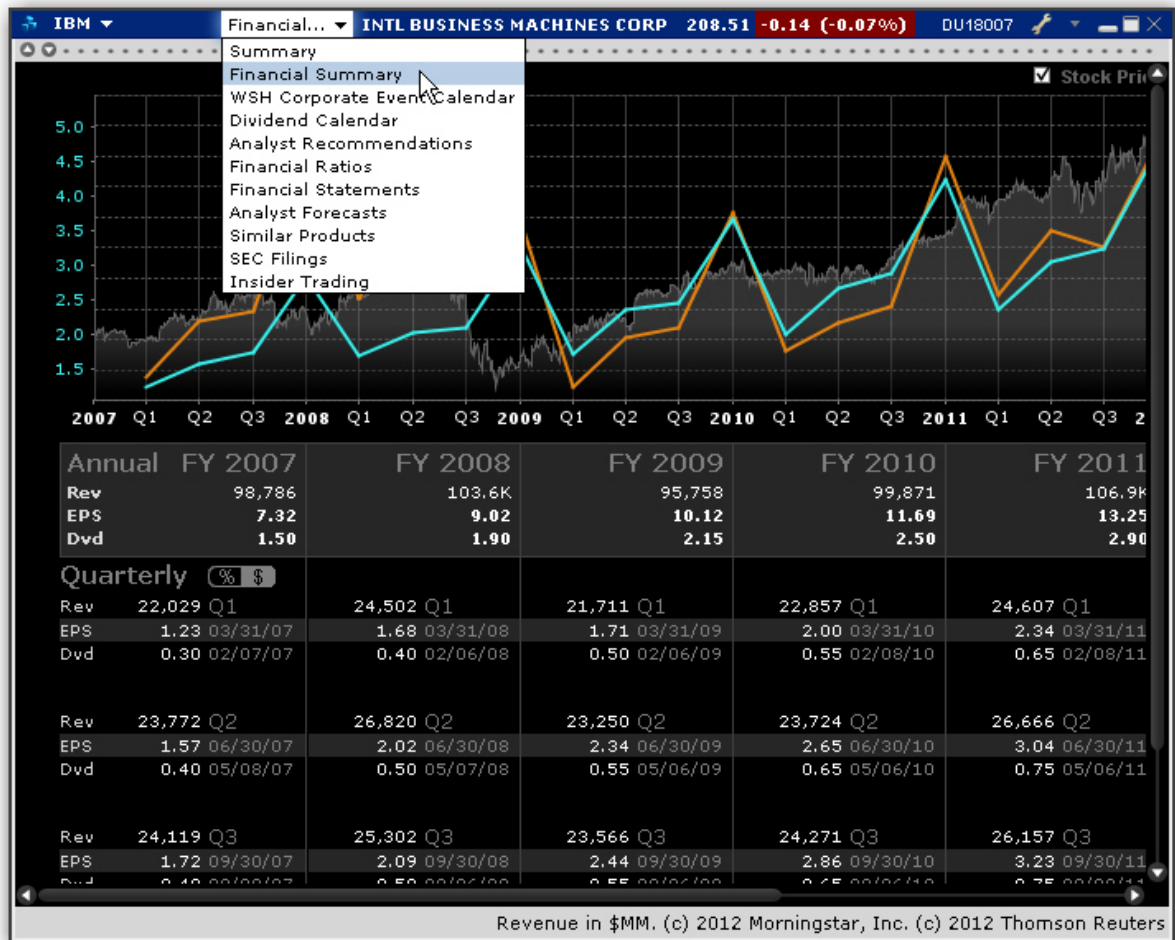 IBM Financial... INTL BUSINESS MACHINES CORP 208.51 -0.14 (-0.07%) DU18007
Summary
Financial Summary
WSH Corporate Event Calendar
Dividend Calendar
Analyst Recommendations
Financial Ratios
Financial Statements
Analyst Forecasts
Similar Products
SEC Filings
Insider Trading
Stock Pric
5.0
4.5
4.0
3.5
3.0
2.5
2.0
1.5
2007 Q1 Q2 Q3 2008 Q1 Q2 Q3 2009 Q1 Q2 Q3 2010 Q1 Q2 Q3 2011 Q1 Q2 Q3 2
Annual FY 2007 FY 2008 FY 2009 FY 2010 FY 2011
Rev 98,786 103.6K 95,758 99,871 106.9K
EPS 7.32 9.02 10.12 11.69 13.25
Dvd 1.50 1.90 2.15 2.50 2.90
Quarterly % $
Rev 22,029 Q1 24,502 Q1 21,711 Q1 22,857 Q1 24,607 Q1
EPS 1.23 03/31/07 1.68 03/31/08 1.71 03/31/09 2.00 03/31/10 2.34 03/31/11
Dvd 0.30 02/07/07 0.40 02/06/08 0.50 02/06/09 0.55 02/08/10 0.65 02/08/11
Rev 23,772 Q2 26,820 Q2 23,250 Q2 23,724 Q2 26,666 Q2
EPS 1.57 06/30/07 2.02 06/30/08 2.34 06/30/09 2.65 06/30/10 3.04 06/30/11
Dvd 0.40 05/08/07 0.50 05/07/08 0.55 05/06/09 0.65 05/06/10 0.75 05/06/11
Rev 24,119 Q3 25,302 Q3 23,566 Q3 24,271 Q3 26,157 Q3
EPS 1.72 09/30/07 2.09 09/30/08 2.44 09/30/09 2.86 09/30/10 3.23 09/30/11
Revenue in $MM. (c) 2012 Morningstar, Inc. (c) 2012 Thomson Reuters